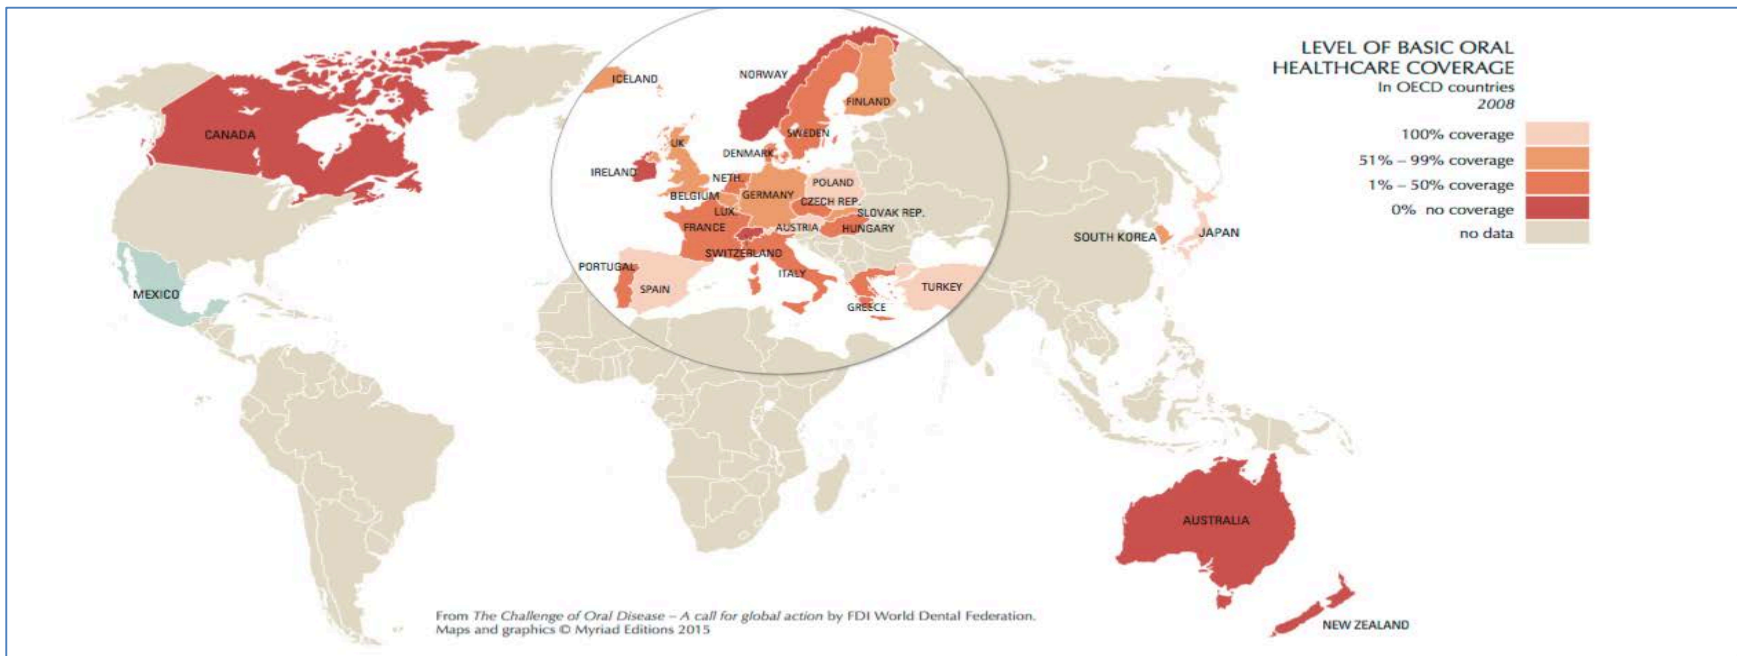 LEVEL OF BASIC ORAL
HEALTHCARE COVERAGE
In OECD countries
2008
100% coverage
51% – 99% coverage
1% – 50% coverage
0% no coverage
no data
ICELAND
NORWAY
FINLAND
CANADA
SWEDEN
UK
DENMARK
IRELAND
NETH.
POLAND
BELGIUM
GERMANY
CZECH REP.
LUX.
SLOVAK REP.
FRANCE
AUSTRIA
HUNGARY
SOUTH KOREA
JAPAN
SWITZERLAND
PORTUGAL
ITALY
MEXICO
SPAIN
TURKEY
GREECE
AUSTRALIA
NEW ZEALAND
From The Challenge of Oral Disease – A call for global action by FDI World Dental Federation.
Maps and graphics © Myriad Editions 2015